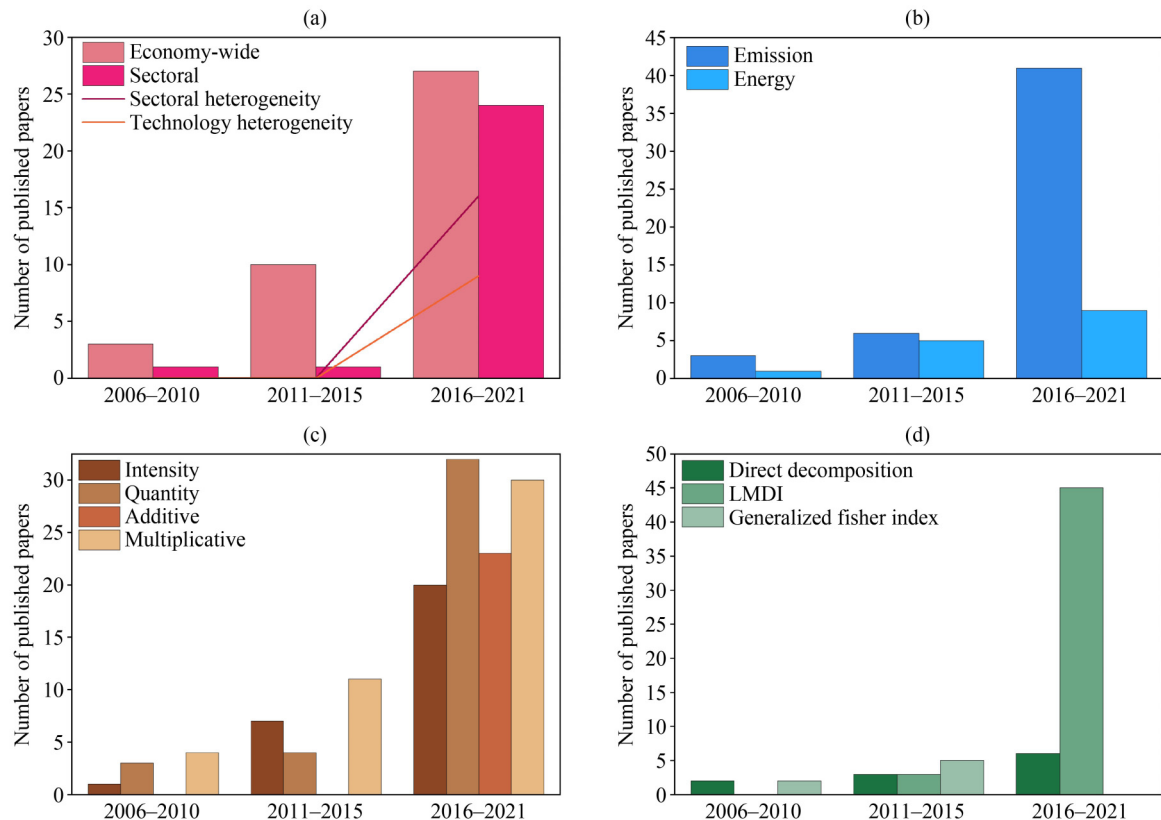 (a)
Number of published papers
30
25
20
15
10
5
0
Economy-wide
Sectoral
Sectoral heterogeneity
Technology heterogeneity
2006–2010
2011–2015
2016–2021
(b)
Number of published papers
45
40
35
30
25
20
15
10
5
0
Emission
Energy
2006–2010
2011–2015
2016–2021
(c)
Number of published papers
30
25
20
15
10
5
0
Intensity
Quantity
Additive
Multiplicative
2006–2010
2011–2015
2016–2021
(d)
Number of published papers
50
45
40
35
30
25
20
15
10
5
0
Direct decomposition
LMDI
Generalized fisher index
2006–2010
2011–2015
2016–2021